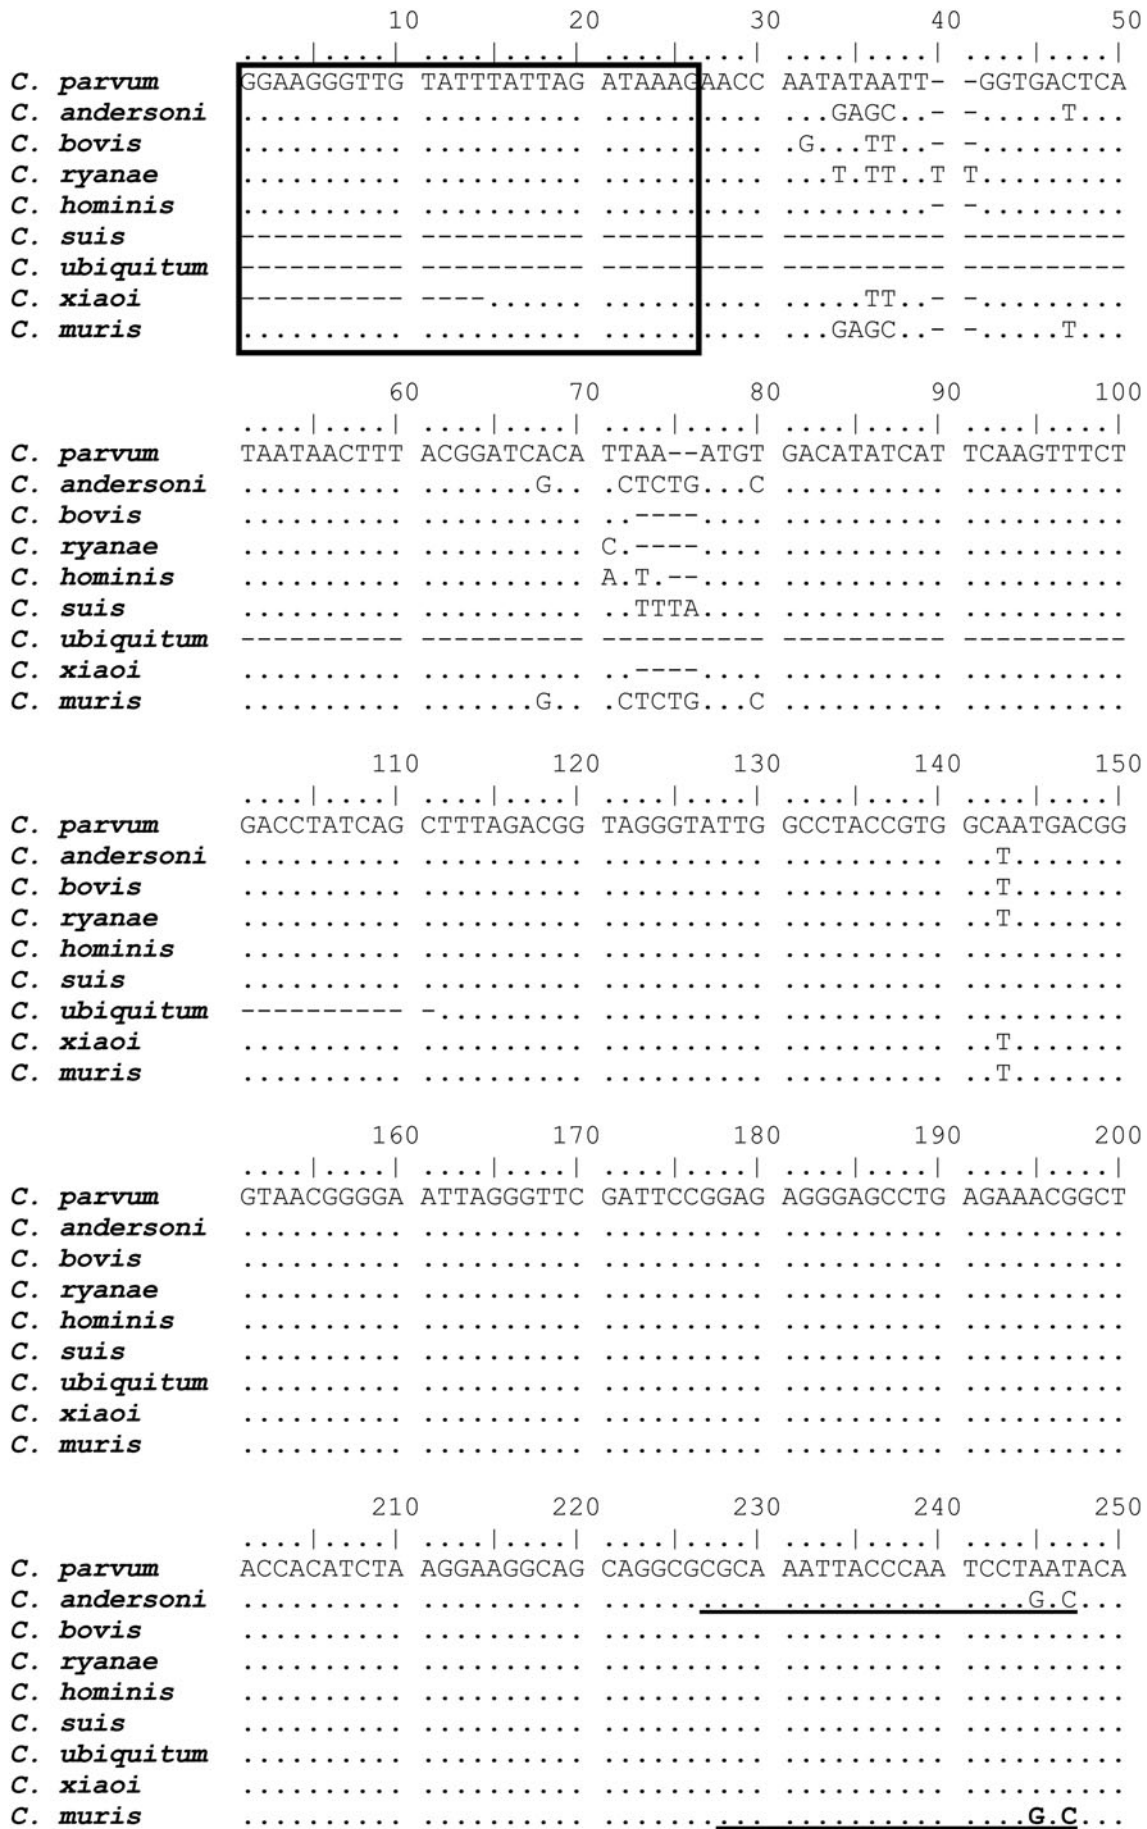 10 20 30 40 50
....|....| ....|....| ....|....| ....|....| ....|....|
C. parvum GGAAGGGTTG TATTTATTAG ATAAAGAACC AATATAATT- -GGTGACTCA
C. andersoni .......... .......... .......... ...GAGC..- -.....T...
C. bovis .......... .......... .......... .G...TT..- -.........
C. ryanae .......... .......... .......... ...T.TT..T T.........
C. hominis .......... .......... .......... .........- -.........
C. suis ---------- ---------- ---------- ---------- ----------
C. ubiquitum ---------- ---------- ---------- ---------- ----------
C. xiaoi ---------- ----...... .......... .....TT..- -.........
C. muris .......... .......... .......... ...GAGC..- -.....T...
60 70 80 90 100
....|....| ....|....| ....|....| ....|....| ....|....|
C. parvum TAATAACTTT ACGGATCACA TTAA--ATGT GACATATCAT TCAAGTTTCT
C. andersoni .......... .......G.. .CTCTG...C .......... ..........
C. bovis .......... .......... ..----.... .......... ..........
C. ryanae .......... .......... C.----.... .......... ..........
C. hominis .......... .......... A.T.--.... .......... ..........
C. suis .......... .......... ..TTTA.... .......... ..........
C. ubiquitum ---------- ---------- ---------- ---------- ----------
C. xiaoi .......... .......... ..----.... .......... ..........
C. muris .......... .......G.. .CTCTG...C .......... ..........
110 120 130 140 150
....|....| ....|....| ....|....| ....|....| ....|....|
C. parvum GACCTATCAG CTTTAGACGG TAGGGTATTG GCCTACCGTG GCAATGACGG
C. andersoni .......... .......... .......... .......... ..T.......
C. bovis .......... .......... .......... .......... ..T.......
C. ryanae .......... .......... .......... .......... ..T.......
C. hominis .......... .......... .......... .......... ..........
C. suis .......... .......... .......... .......... ..........
C. ubiquitum ---------- -......... .......... .......... ..........
C. xiaoi .......... .......... .......... .......... ..T.......
C. muris .......... .......... .......... .......... ..T.......
160 170 180 190 200
....|....| ....|....| ....|....| ....|....| ....|....|
C. parvum GTAACGGGGA ATTAGGGTTC GATTCCGGAG AGGGAGCCTG AGAAACGGCT
C. andersoni .......... .......... .......... .......... ..........
C. bovis .......... .......... .......... .......... ..........
C. ryanae .......... .......... .......... .......... ..........
C. hominis .......... .......... .......... .......... ..........
C. suis .......... .......... .......... .......... ..........
C. ubiquitum .......... .......... .......... .......... ..........
C. xiaoi .......... .......... .......... .......... ..........
C. muris .......... .......... .......... .......... ..........
210 220 230 240 250
....|....| ....|....| ....|....| ....|....| ....|....|
C. parvum ACCACATCTA AGGAAGGCAG CAGGCGCGCA AATTACCCAA TCCTAATACA
C. andersoni .......... .......... .......... .......... ....G.C...
C. bovis .......... .......... .......... .......... ..........
C. ryanae .......... .......... .......... .......... ..........
C. hominis .......... .......... .......... .......... ..........
C. suis .......... .......... .......... .......... ..........
C. ubiquitum .......... .......... .......... .......... ..........
C. xiaoi .......... .......... .......... .......... ..........
C. muris .......... .......... .......... .......... ....G.C...